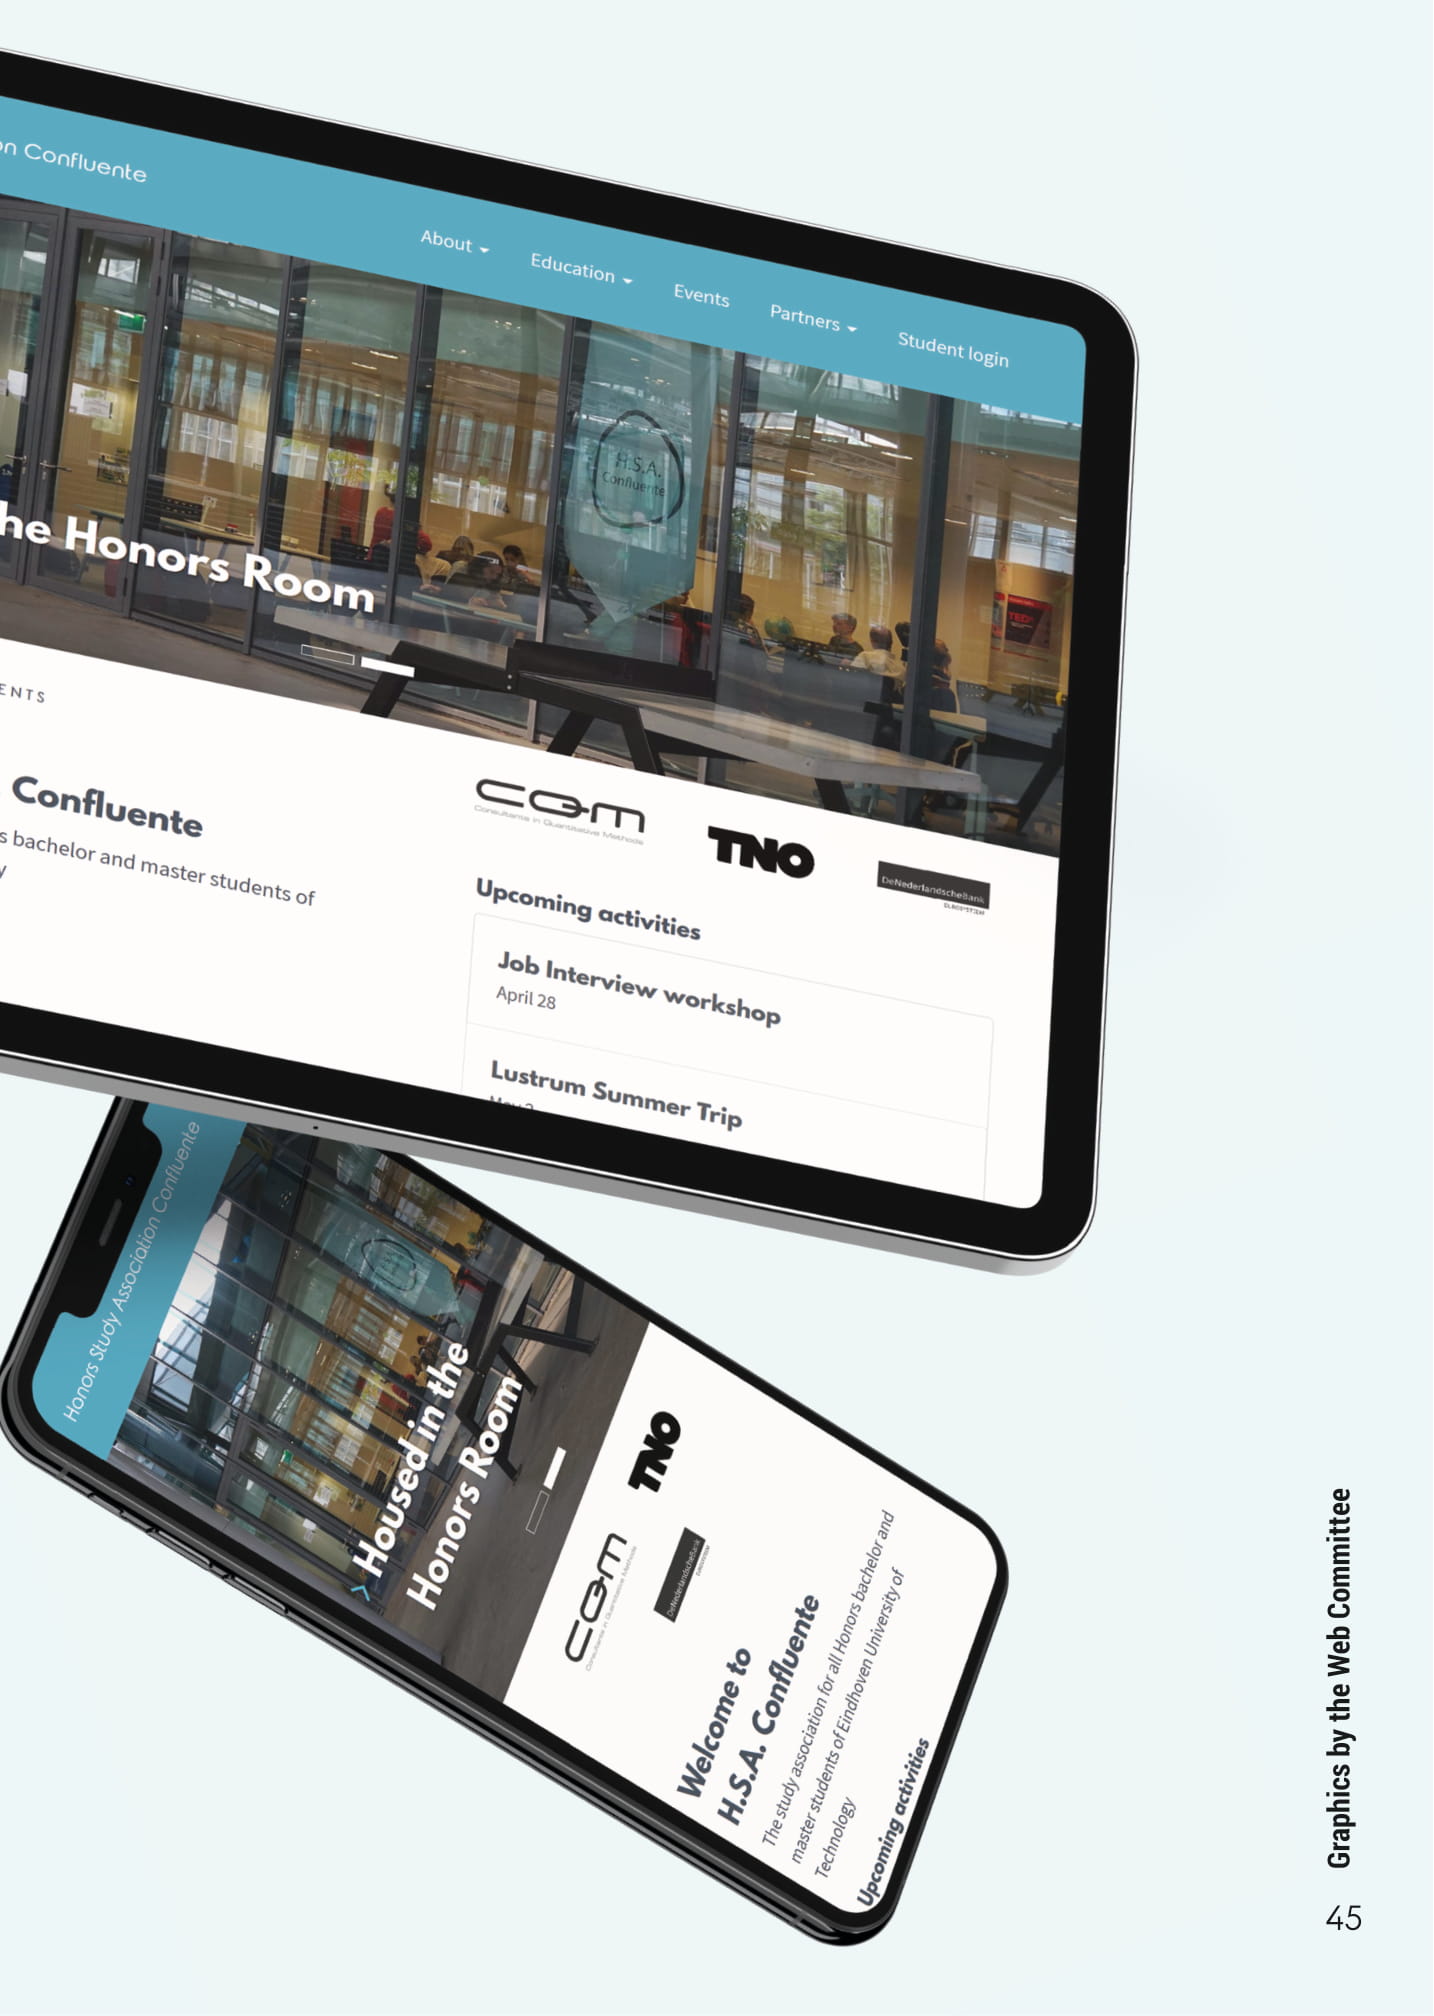 on Confluente
About
Education
Events
Partners
Student login
H.S.A.
Confluente
TEDx
he Honors Room
ENTS
Confluente
s bachelor and master students of
y
CQM
Consultants in Quantitative Methods
TNO
DeNederlandscheBank
EUROSYSTEEM
Upcoming activities
Job Interview workshop
April 28
Lustrum Summer Trip
Honors Study Association Confluente
Housed in the
Honors Room
CQM
Consultants in Quantitative Methods
TNO
DeNederlandscheBank
EUROSYSTEEM
Welcome to
H.S.A. Confluente
The study association for all Honors bachelor and
master students of Eindhoven University of
Technology
Upcoming activities
Graphics by the Web Committee
45